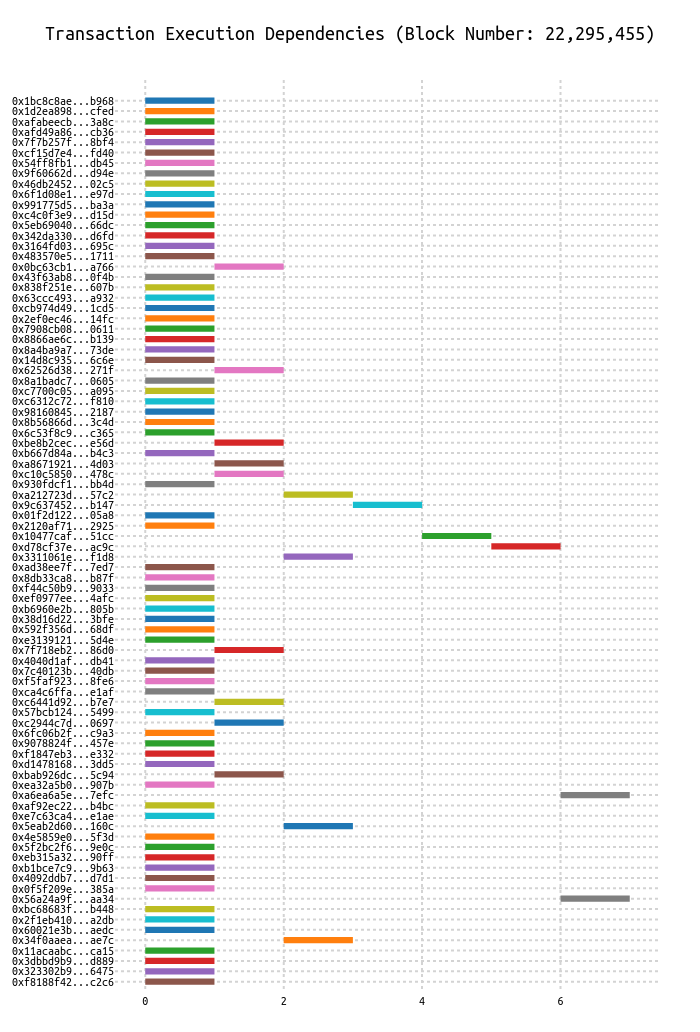 Transaction Execution Dependencies (Block Number: 22,295,455)
0x1bc8c8ae...b968
0x1d2ea898...cfed
0xafabeecb...3a8c
0xafd49a86...cb36
0x7f7b257f...8bf4
0xcf15d7e4...fd40
0x54ff8fb1...db45
0x9f60662d...d94e
0x46db2452...02c5
0x6f1d08e1...e97d
0x991775d5...ba3a
0xc4c0f3e9...d15d
0x5eb69040...66dc
0x342da330...d6fd
0x3164fd03...695c
0x483570e5...1711
0x0bc63cb1...a766
0x43f63ab8...0f4b
0x838f251e...607b
0x63ccc493...a932
0xcb974d49...1cd5
0x2ef0ec46...14fc
0x7908cb08...0611
0x8866ae6c...b139
0x8a4ba9a7...73de
0x14d8c935...6c6e
0x62526d38...271f
0x8a1badc7...0605
0xc7700c05...a095
0xc6312c72...f810
0x98160845...2187
0x8b56866d...3c4d
0x6c53f8c9...c365
0xbe8b2cec...e56d
0xb667d84a...b4c3
0xa8671921...4d03
0xc10c5850...478c
0x930fdcf1...bb4d
0xa212723d...57c2
0x9c637452...b147
0x01f2d122...05a8
0x2120af71...2925
0x10477caf...51cc
0xd78cf37e...ac9c
0x3311061e...f1d8
0xad38ee7f...7ed7
0x8db33ca8...b87f
0xf44c50b9...9033
0xef0977ee...4afc
0xb6960e2b...805b
0x38d16d22...3bfe
0x592f356d...68df
0xe3139121...5d4e
0x7f718eb2...86d0
0x4040d1af...db41
0x7c40123b...40db
0xf5faf923...8fe6
0xca4c6ffa...e1af
0xc6441d92...b7e7
0x57bcb124...5499
0xc2944c7d...0697
0x6fc06b2f...c9a3
0x9078824f...457e
0xf1847eb3...e332
0xd1478168...3dd5
0xbab926dc...5c94
0xea32a5b0...907b
0xa6ea6a5e...7efc
0xaf92ec22...b4bc
0xe7c63ca4...e1ae
0x5eab2d60...160c
0x4e5859e0...5f3d
0x5f2bc2f6...9e0c
0xeb315a32...90ff
0xb1bce7c9...9b63
0x4092ddb7...d7d1
0x0f5f209e...385a
0x56a24a9f...aa34
0xbc68683f...b448
0x2f1eb410...a2db
0x60021e3b...aedc
0x34f0aaea...ae7c
0x11acaabc...ca15
0x3dbbd9b9...d889
0x323302b9...6475
0xf8188f42...c2c6
0 2 4 6